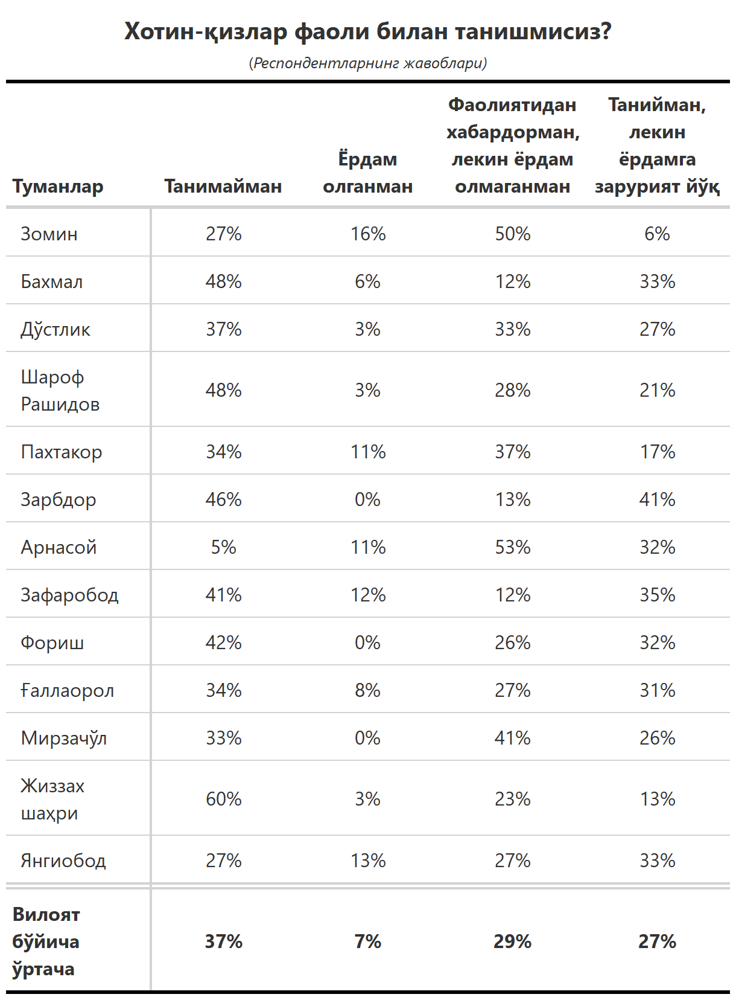 Хотин-қизлар фаоли билан танишмисиз?
(Респондентларнинг жавоблари)
Туманлар Танимайман Ёрдам олганман Фаолиятидан хабардорман, лекин ёрдам олмаганман Танийман, лекин ёрдамга зарурият йўқ
Зомин 27% 16% 50% 6%
Бахмал 48% 6% 12% 33%
Дўстлик 37% 3% 33% 27%
Шароф Рашидов 48% 3% 28% 21%
Пахтакор 34% 11% 37% 17%
Зарбдор 46% 0% 13% 41%
Арнасой 5% 11% 53% 32%
Зафаробод 41% 12% 12% 35%
Фориш 42% 0% 26% 32%
Ғаллаорол 34% 8% 27% 31%
Мирзачўл 33% 0% 41% 26%
Жиззах шаҳри 60% 3% 23% 13%
Янгиобод 27% 13% 27% 33%
Вилоят бўйича ўртача 37% 7% 29% 27%